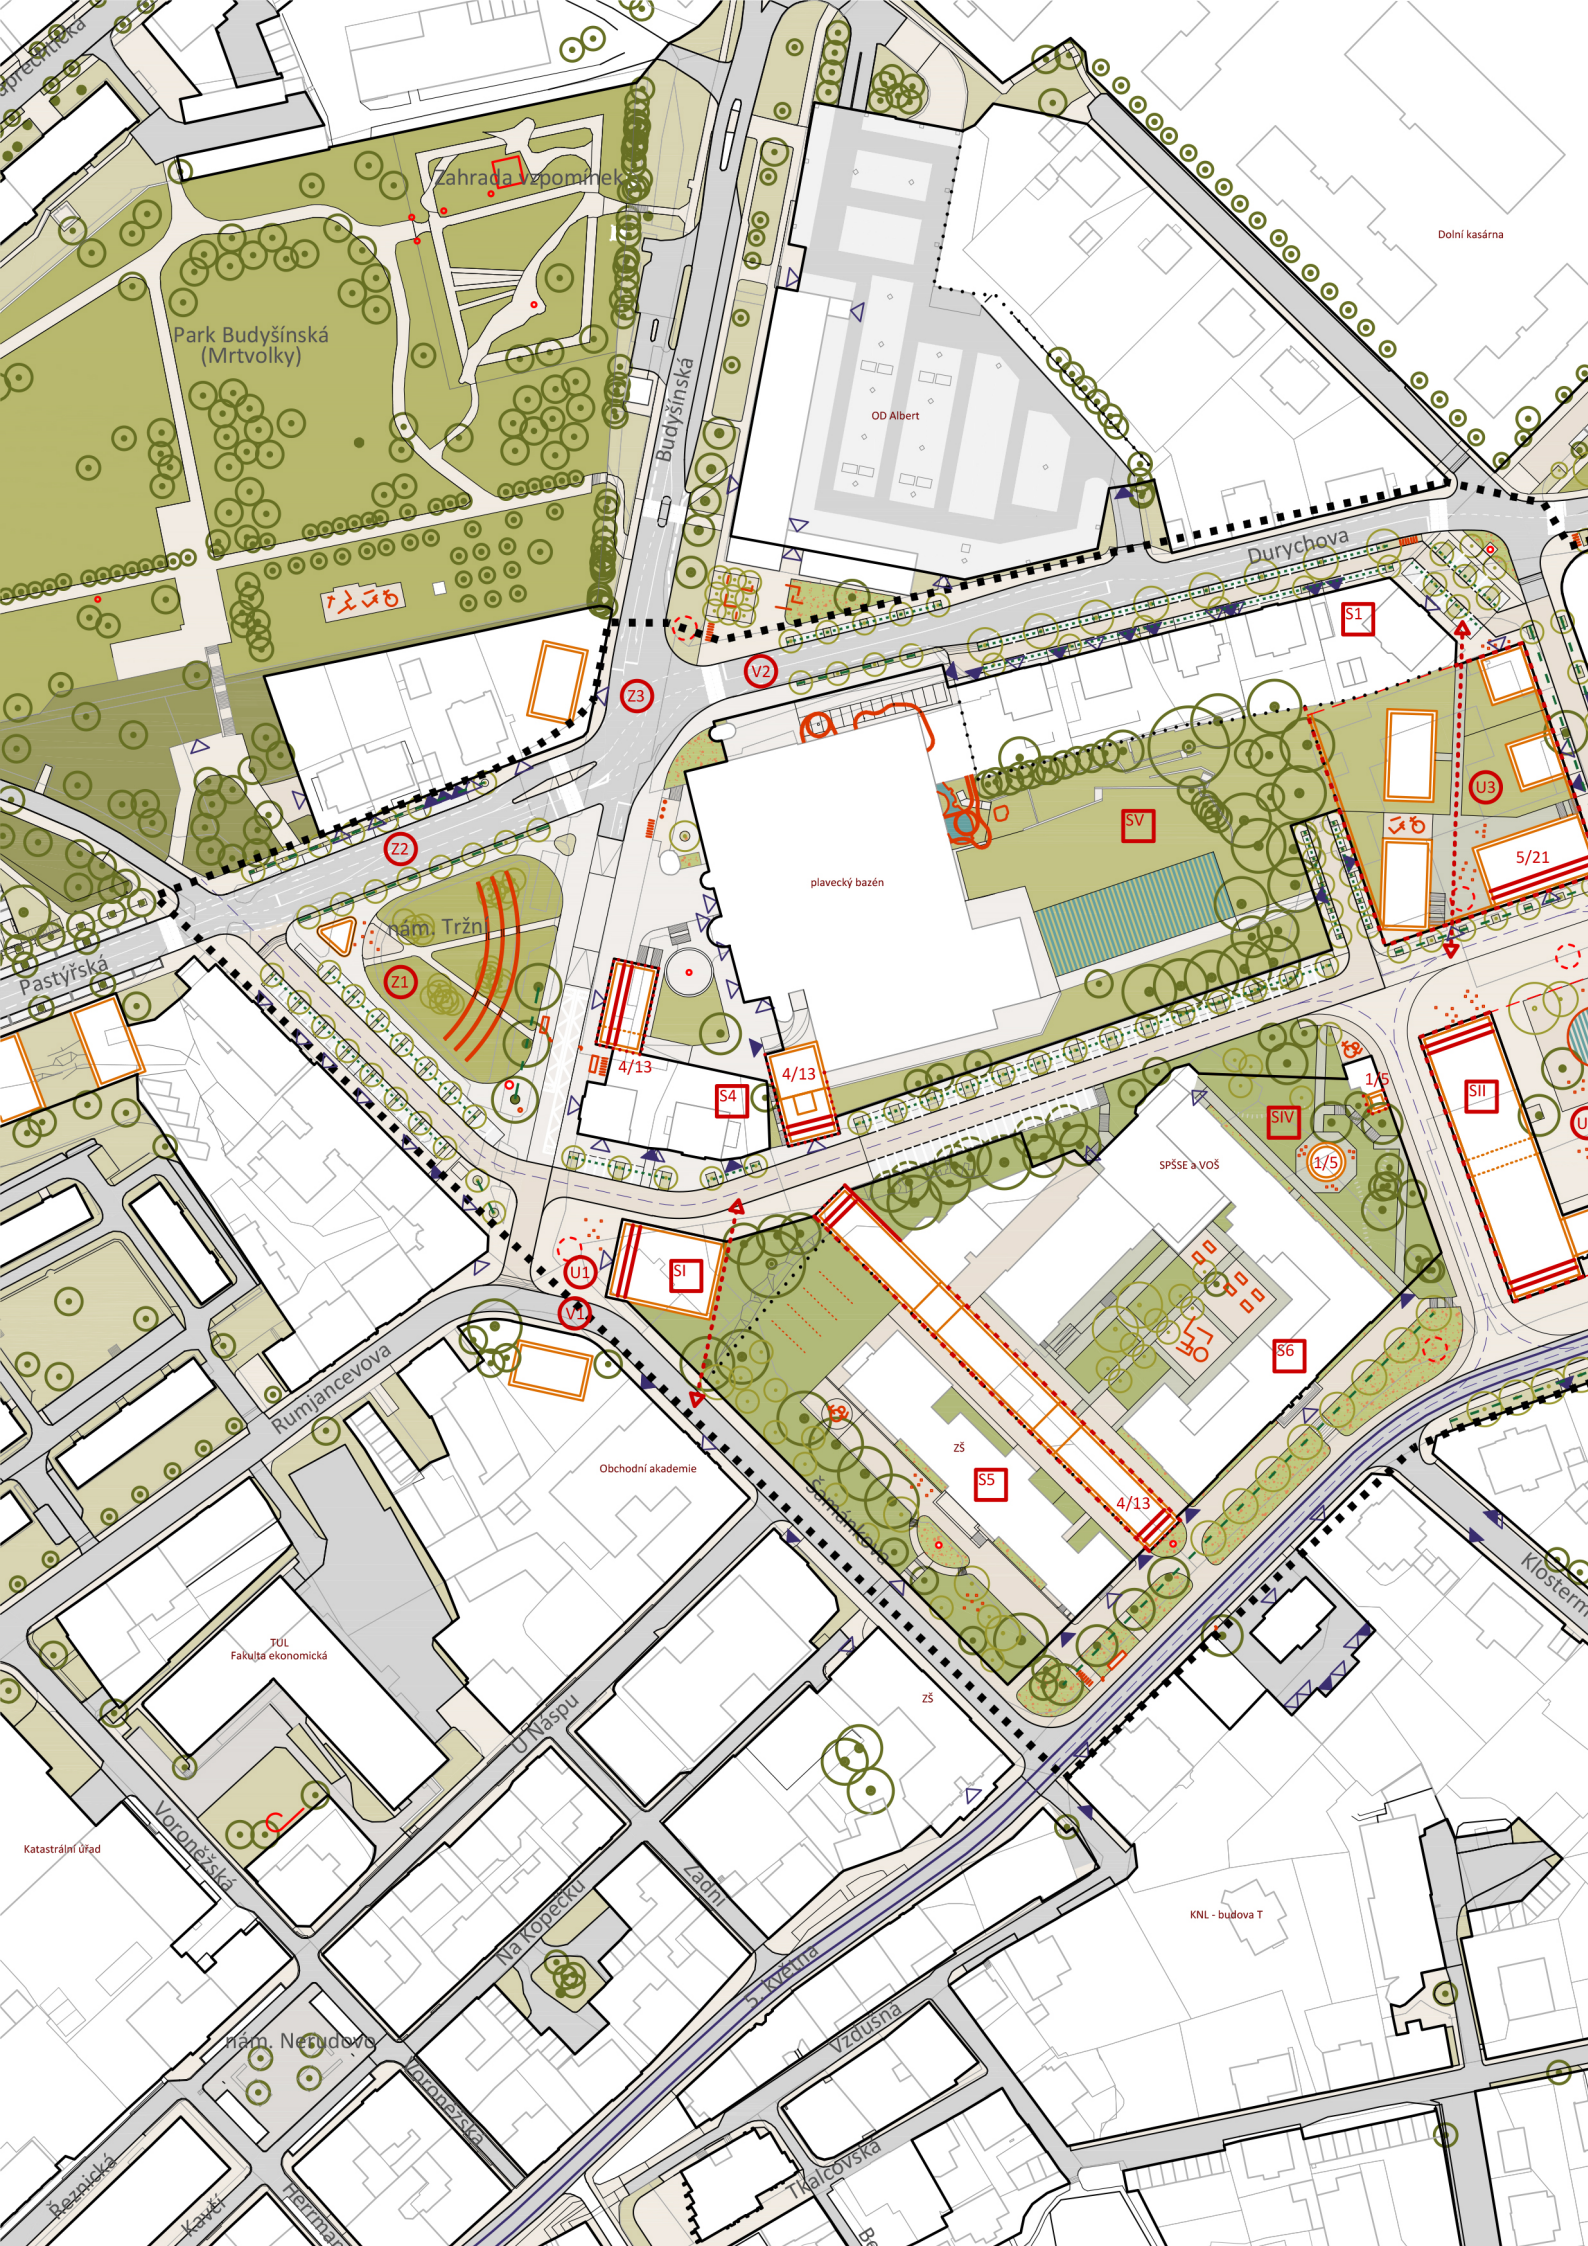 Zahrada vzpomínek
Dolní kasárna
Park Budyšínská
(Mrtvolky)
Budyšínská
OD Albert
Durychova
S1
V2
Z3
U3
SV
Z2
5/21
plavecký bazén
nám. Tržní
Pastýřská
Z1
4/13
4/13
S4
1/5
SII
SIV
SPŠSE a VOŠ
1/5
U1
SI
V1
S6
Rumjancevova
ZŠ
Obchodní akademie
S5
4/13
Šamánkova
Klosterm
TUL
Fakulta ekonomická
ZŠ
U Náspu
Voroněžská
Katastrální úřad
Zadní
Na Kopečku
KNL - budova T
5. května
Vzdušná
nám. Nerudovo
Voroněžská
Tkalcovská
Řeznická
Kavčí
Herrman